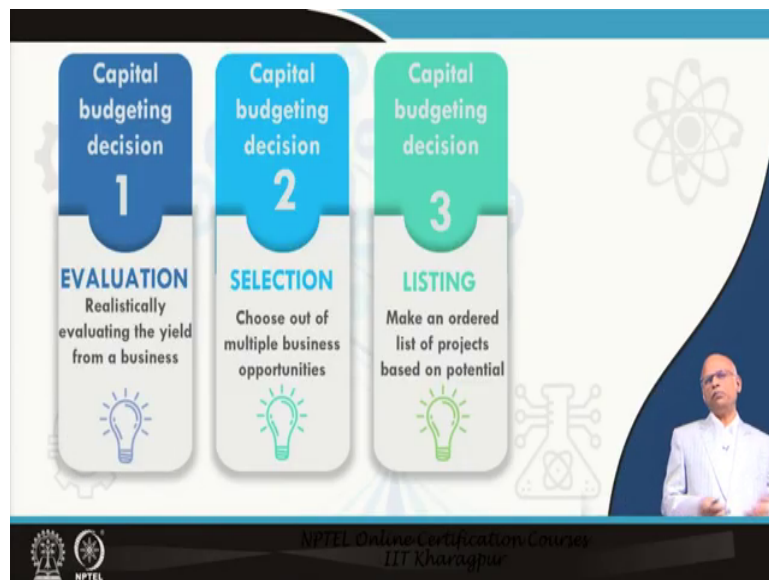 Capital
budgeting
decision
1
EVALUATION
Realistically
evaluating the yield
from a business
Capital
budgeting
decision
2
SELECTION
Choose out of
multiple business
opportunities
Capital
budgeting
decision
3
LISTING
Make an ordered
list of projects
based on potential
NPTEL
NPTEL Online Certification Courses
IIT Kharagpur